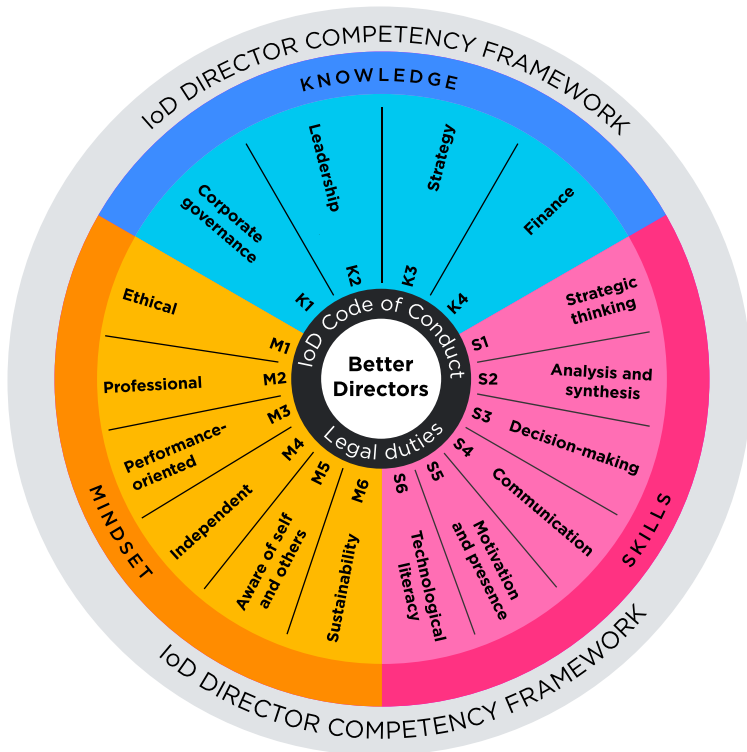 IoD DIRECTOR COMPETENCY FRAMEWORK
KNOWLEDGE
Corporate
governance
K1
Leadership
K2
Strategy
K3
Finance
K4
Strategic
thinking
S1
Analysis and
synthesis
S2
Decision-making
S3
Communication
S4
Motivation
and presence
S5
Technological
literacy
S6
SKILLS
Ethical
M1
Professional
M2
Performance-
oriented
M3
Independent
M4
Aware of self
and others
M5
Sustainability
M6
MINDSET
IoD Code of Conduct
Better
Directors
Legal duties
IoD DIRECTOR COMPETENCY FRAMEWORK